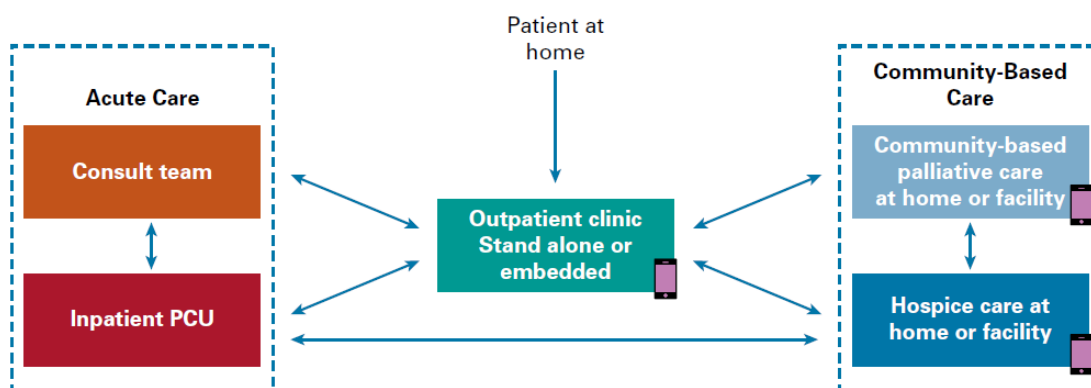 Patient at
home
Acute Care
Consult team
Inpatient PCU
Outpatient clinic
Stand alone or
embedded
Community-Based
Care
Community-based
palliative care
at home or facility
Hospice care at
home or facility